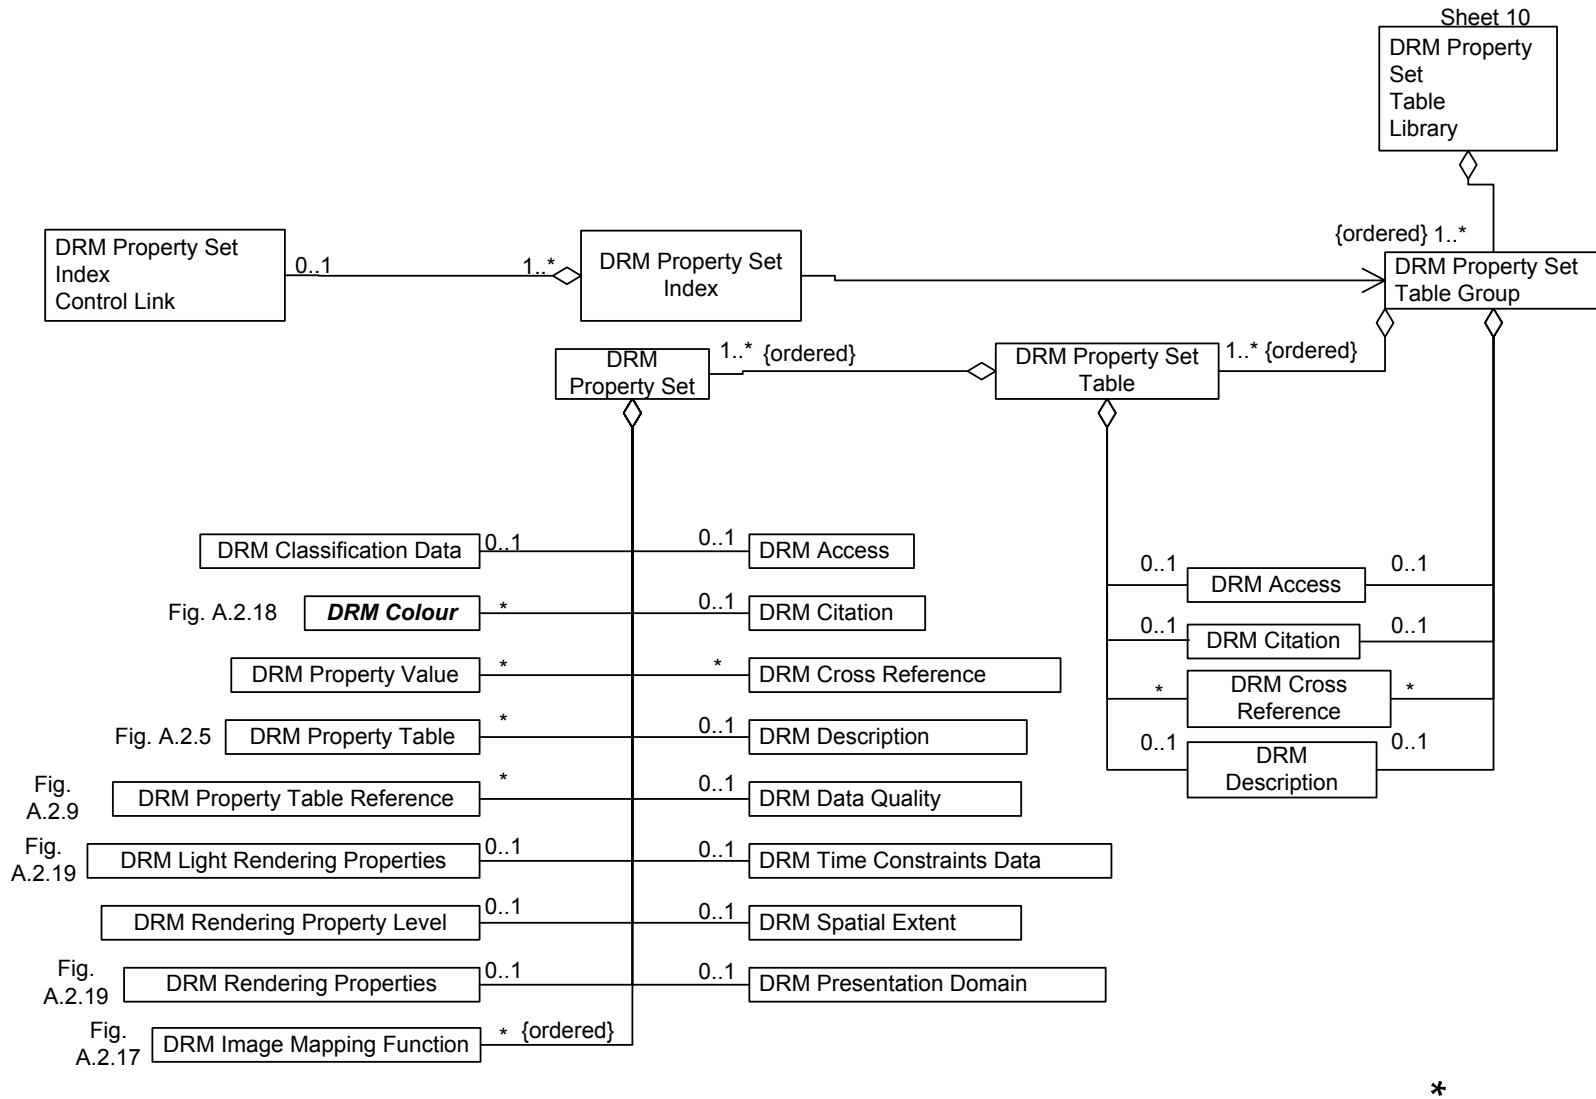 Sheet 10
DRM Property
Set
Table
Library
{ordered} 1..*
DRM Property Set
Index
Control Link
0..1
1..*
DRM Property Set
Index
DRM Property Set
Table Group
DRM
Property Set
1..* {ordered}
DRM Property Set
Table
1..* {ordered}
DRM Classification Data
0..1
0..1
DRM Access
Fig. A.2.18
DRM Colour
*
0..1
DRM Citation
DRM Property Value
*
*
DRM Cross Reference
Fig. A.2.5
DRM Property Table
*
0..1
DRM Description
Fig.
A.2.9
DRM Property Table Reference
*
0..1
DRM Data Quality
Fig.
A.2.19
DRM Light Rendering Properties
0..1
0..1
DRM Time Constraints Data
DRM Rendering Property Level
0..1
0..1
DRM Spatial Extent
Fig.
A.2.19
DRM Rendering Properties
0..1
0..1
DRM Presentation Domain
Fig.
A.2.17
DRM Image Mapping Function
* {ordered}
0..1
DRM Access
0..1
0..1
DRM Citation
0..1
*
DRM Cross
Reference
*
0..1
DRM
Description
0..1
*